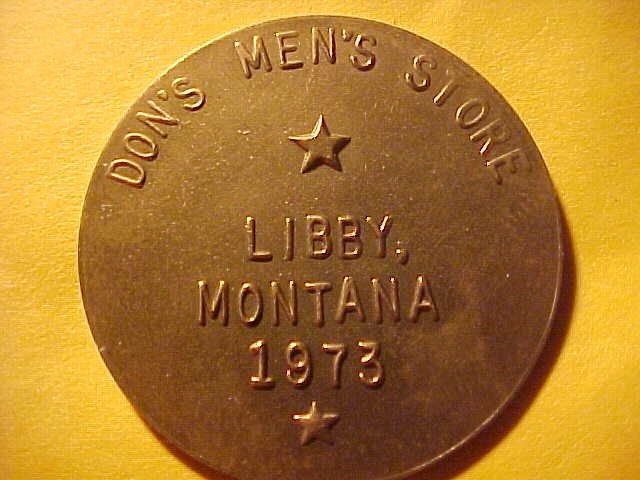 DON'S MEN'S STORE
LIBBY,
MONTANA
1973